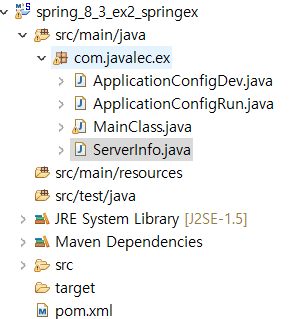 spring_8_3_ex2_springex
src/main/java
com.javalec.ex
ApplicationConfigDev.java
ApplicationConfigRun.java
MainClass.java
ServerInfo.java
src/main/resources
src/test/java
JRE System Library [J2SE-1.5]
Maven Dependencies
src
target
pom.xml